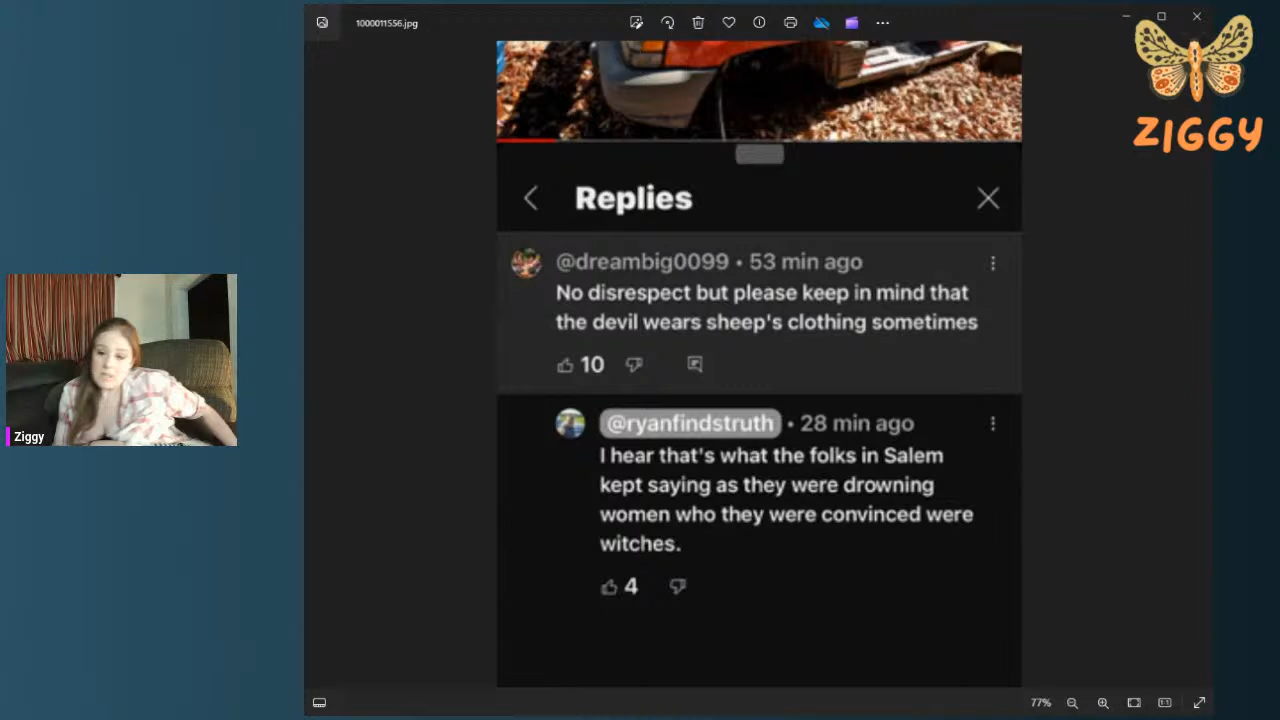 1000011556.jpg
ZIGGY
Replies
@dreambig0099 • 53 min ago
No disrespect but please keep in mind that
the devil wears sheep's clothing sometimes
10
@ryanfindstruth • 28 min ago
I hear that's what the folks in Salem
kept saying as they were drowning
women who they were convinced were
witches.
4
Ziggy
77%